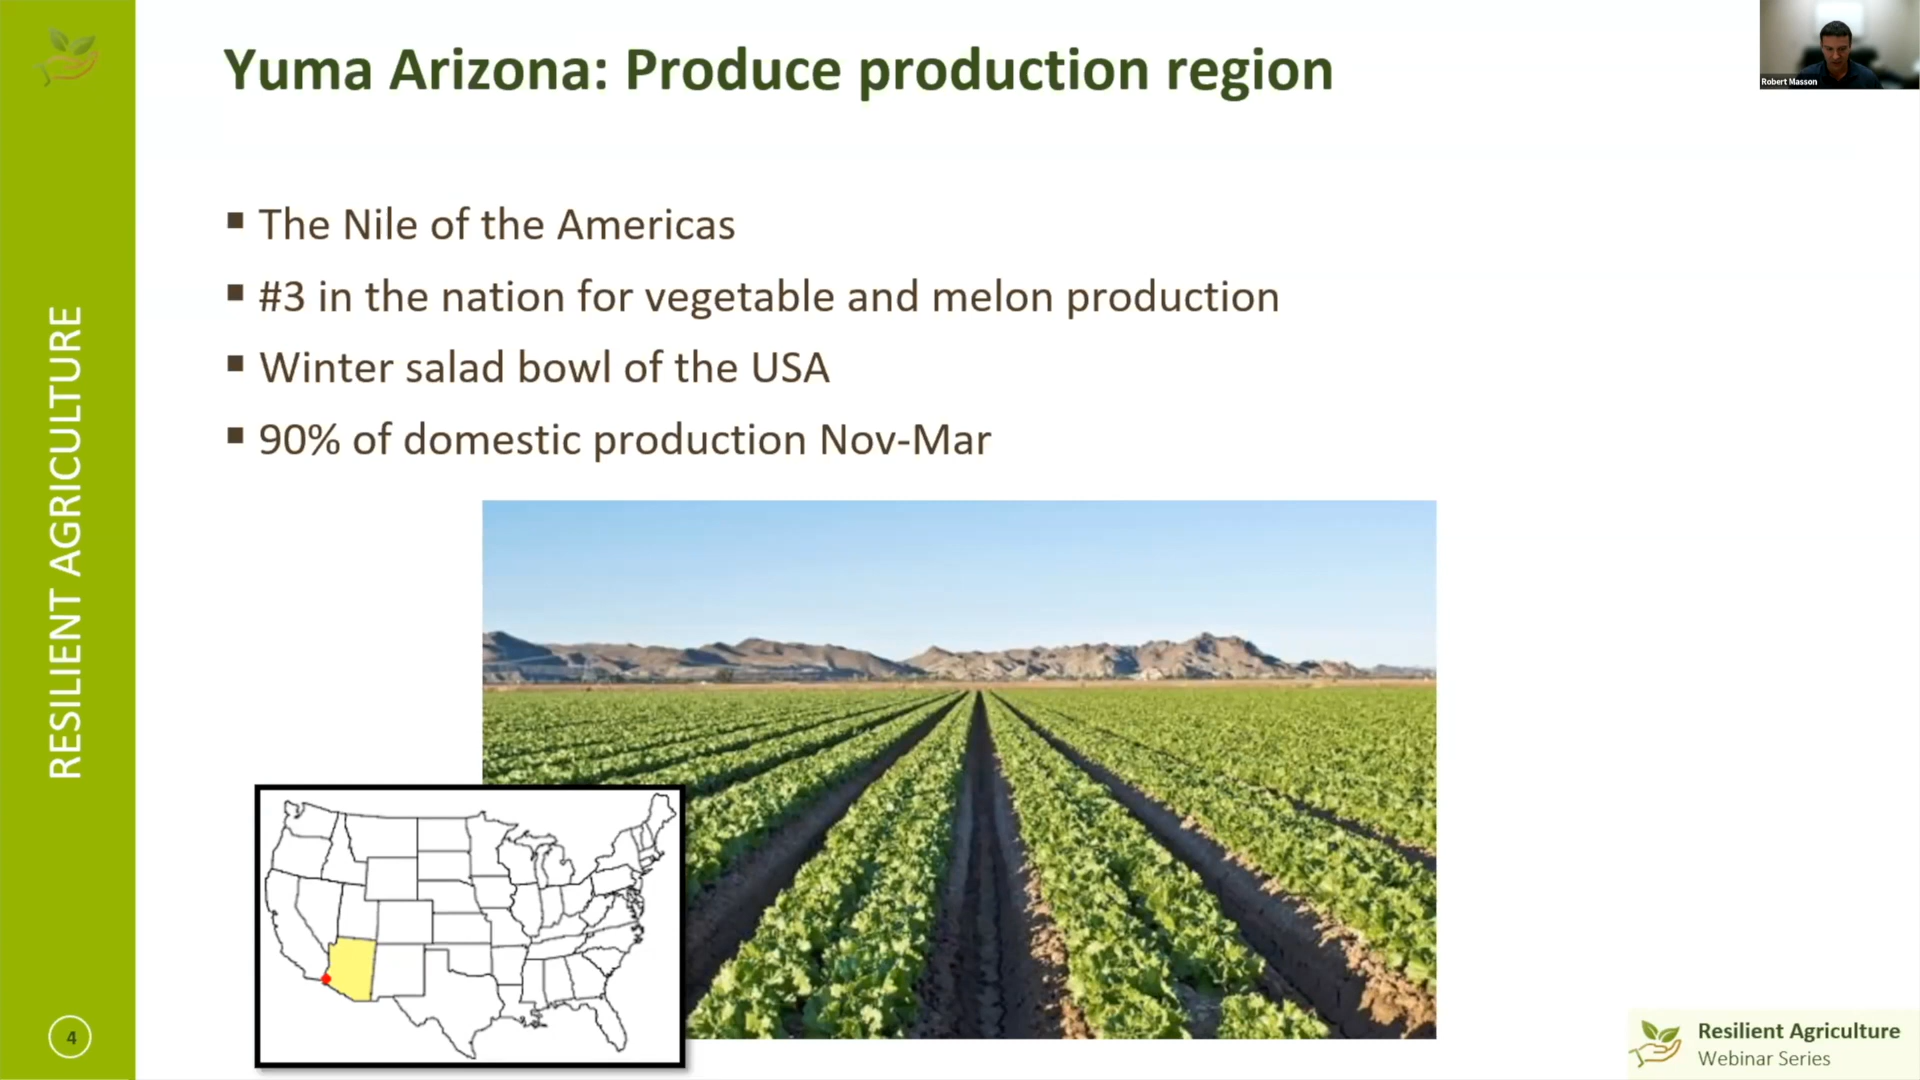 Yuma Arizona: Produce production region
Robert Masson
▪ The Nile of the Americas
▪ #3 in the nation for vegetable and melon production
▪ Winter salad bowl of the USA
▪ 90% of domestic production Nov-Mar
RESILIENT AGRICULTURE
4
Resilient Agriculture
Webinar Series